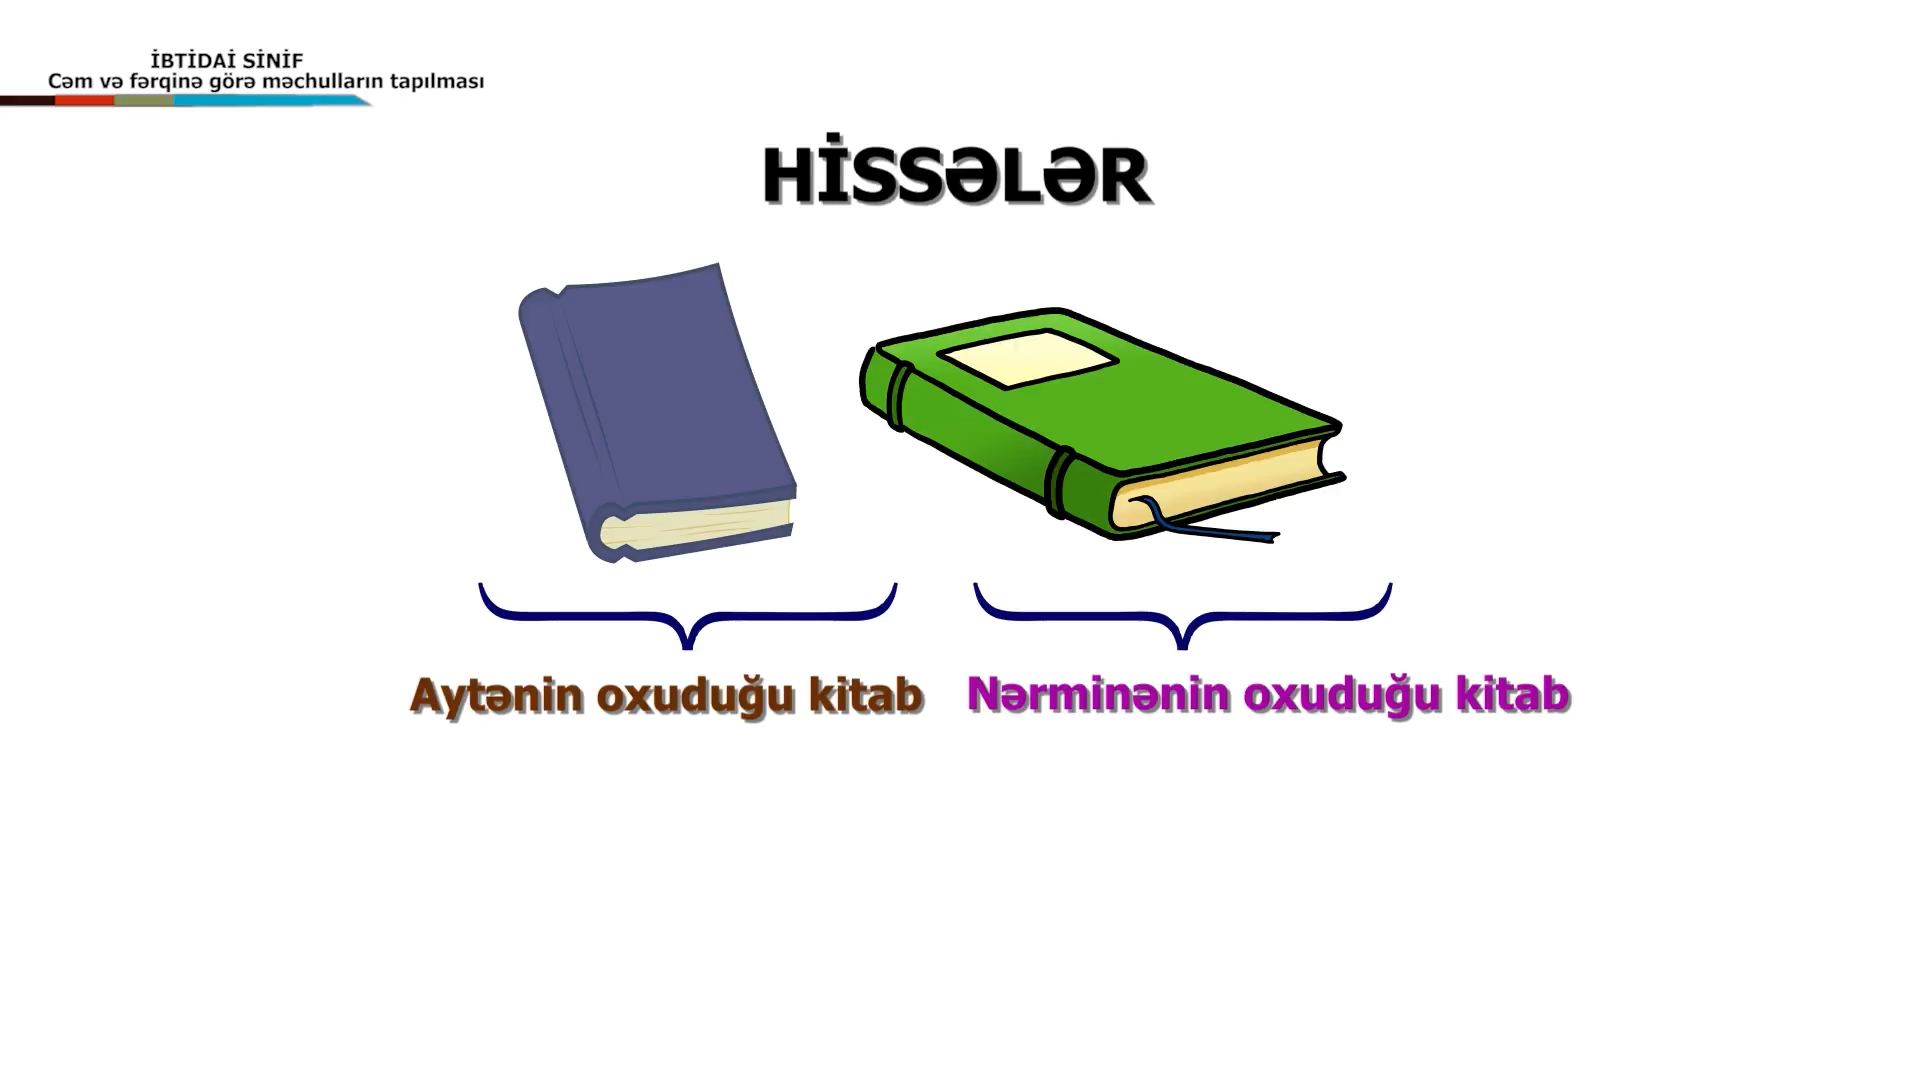 İBTİDAİ SİNİF
Cəm və fərqinə görə məchulların tapılması
HİSSƏLƏR
Aytənin oxuduğu kitab
Nərminənin oxuduğu kitab